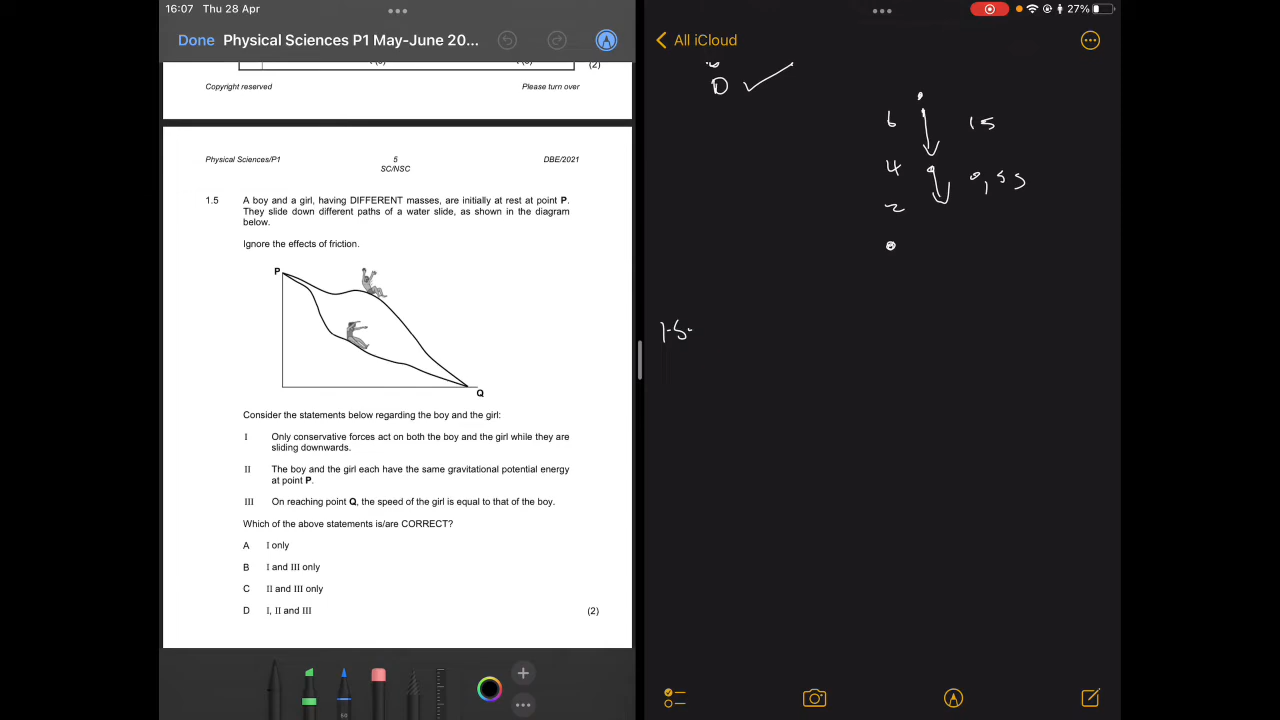 16:07 Thu 28 Apr
27%
Done Physical Sciences P1 May-June 20...
All iCloud
(2)
Copyright reserved Please turn over
Physical Sciences/P1 5 DBE/2021
SC/NSC
1.5 A boy and a girl, having DIFFERENT masses, are initially at rest at point P.
They slide down different paths of a water slide, as shown in the diagram
below.
Ignore the effects of friction.
P
Q
Consider the statements below regarding the boy and the girl:
I Only conservative forces act on both the boy and the girl while they are
sliding downwards.
II The boy and the girl each have the same gravitational potential energy
at point P.
III On reaching point Q, the speed of the girl is equal to that of the boy.
Which of the above statements is/are CORRECT?
A I only
B I and III only
C II and III only
D I, II and III (2)
D
6 1s
4 0,5s
2
0
1.5.